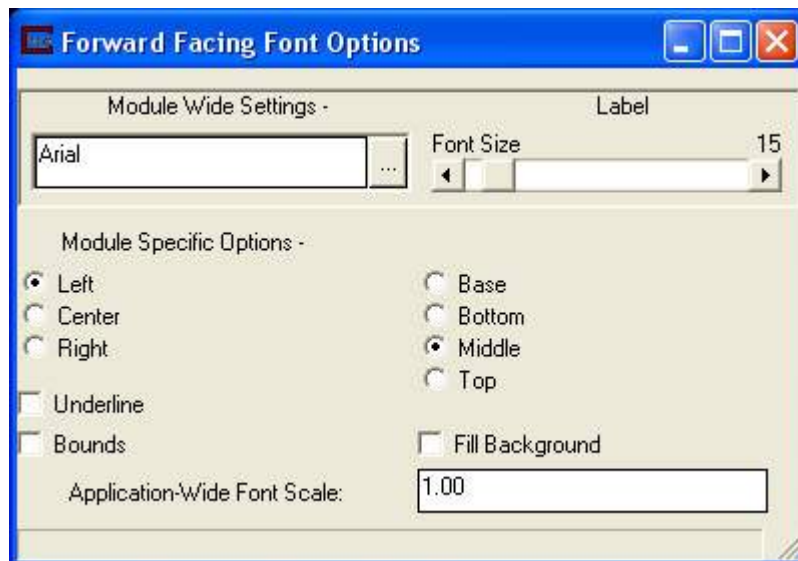 Forward Facing Font Options
Module Wide Settings - Label
Arial ... Font Size 15
Module Specific Options -
Left Base
Center Bottom
Right Middle
Top
Underline
Bounds Fill Background
Application-Wide Font Scale: 1.00